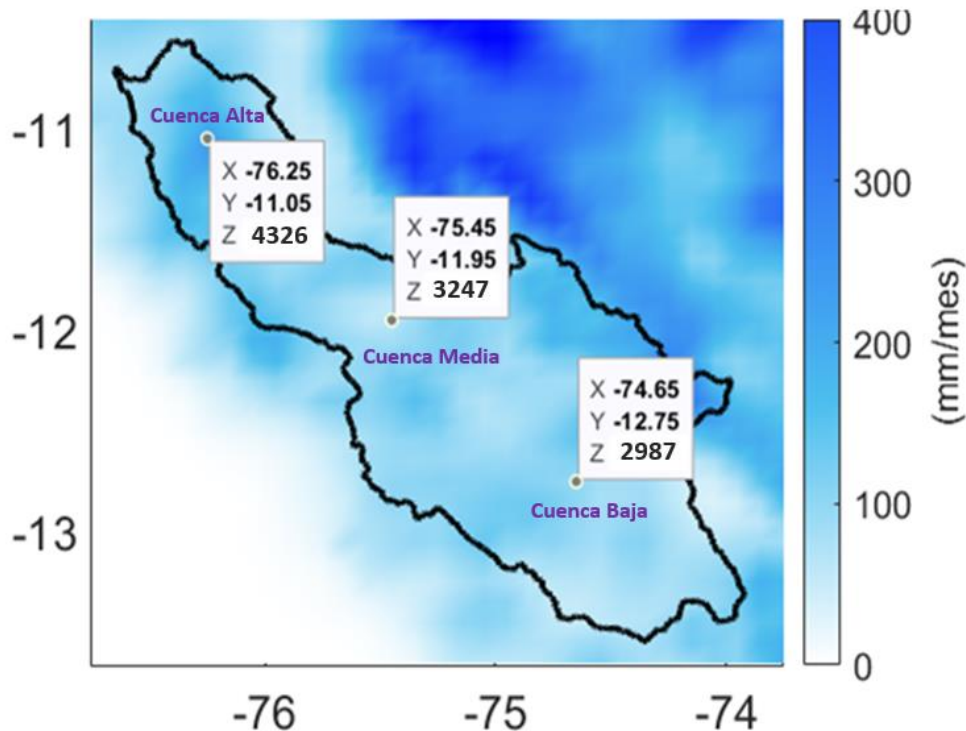 400
Cuenca Alta
-11
X -76.25
Y -11.05
Z 4326
300
X -75.45
Y -11.95
Z 3247
-12
200
(mm/mes)
Cuenca Media
X -74.65
Y -12.75
Z 2987
100
Cuenca Baja
-13
0
-76
-75
-74